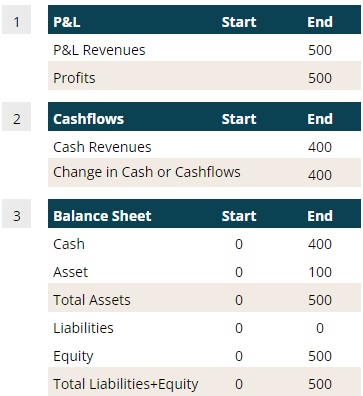 1 P&L Start End
P&L Revenues 500
Profits 500
2 Cashflows Start End
Cash Revenues 400
Change in Cash or Cashflows 400
3 Balance Sheet Start End
Cash 0 400
Asset 0 100
Total Assets 0 500
Liabilities 0 0
Equity 0 500
Total Liabilities+Equity 0 500